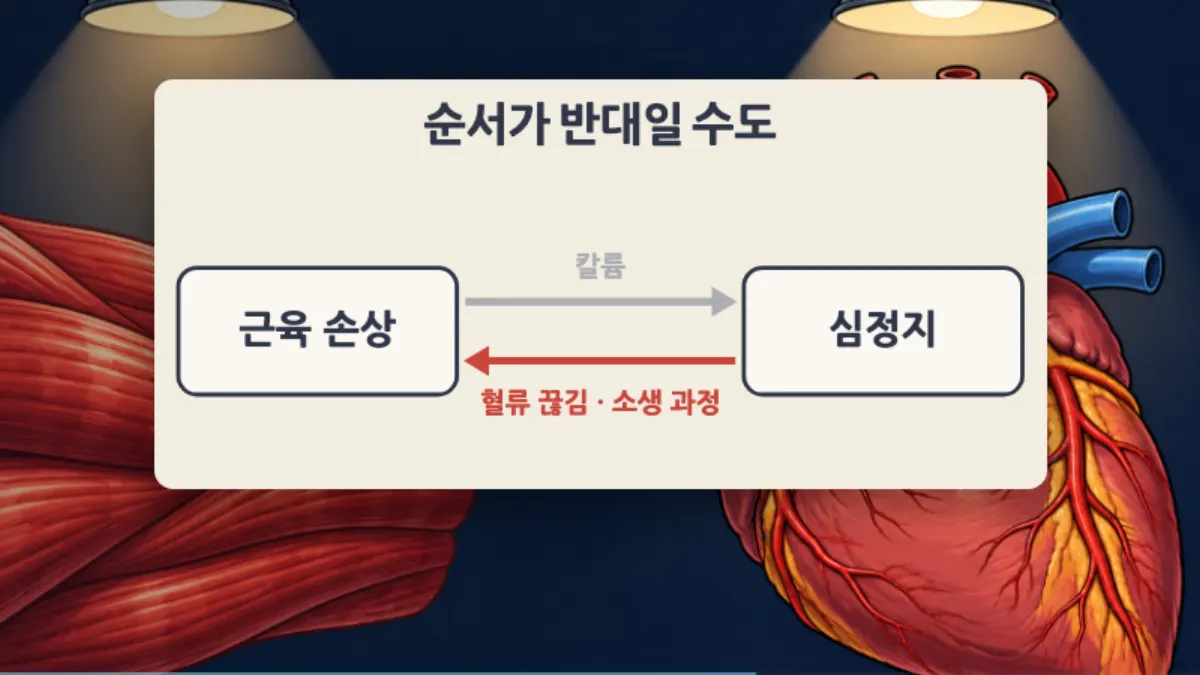 순서가 반대일 수도
칼륨
근육 손상
심정지
혈류 끊김 · 소생 과정